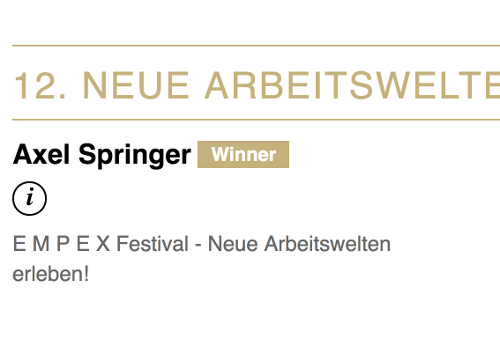 12. NEUE ARBEITSWELTE
Axel Springer Winner
i
E M P E X Festival - Neue Arbeitswelten
erleben!